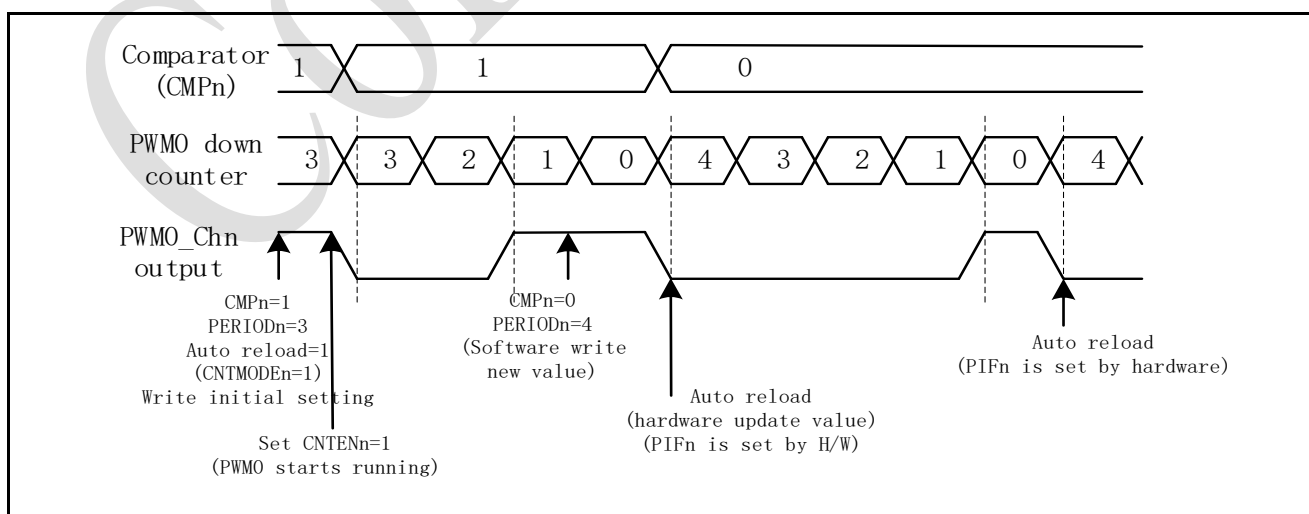 Comparator
(CMPn)
1 1 0
PWM0 down
counter
3 3 2 1 0 4 3 2 1 0 4
PWM0_Chn
output
CMPn=1
PERIODn=3
Auto reload=1
(CNTMODEn=1)
Write initial setting
Set CNTENn=1
(PWM0 starts running)
CMPn=0
PERIODn=4
(Software write
new value)
Auto reload
(hardware update value)
(PIFn is set by H/W)
Auto reload
(PIFn is set by hardware)